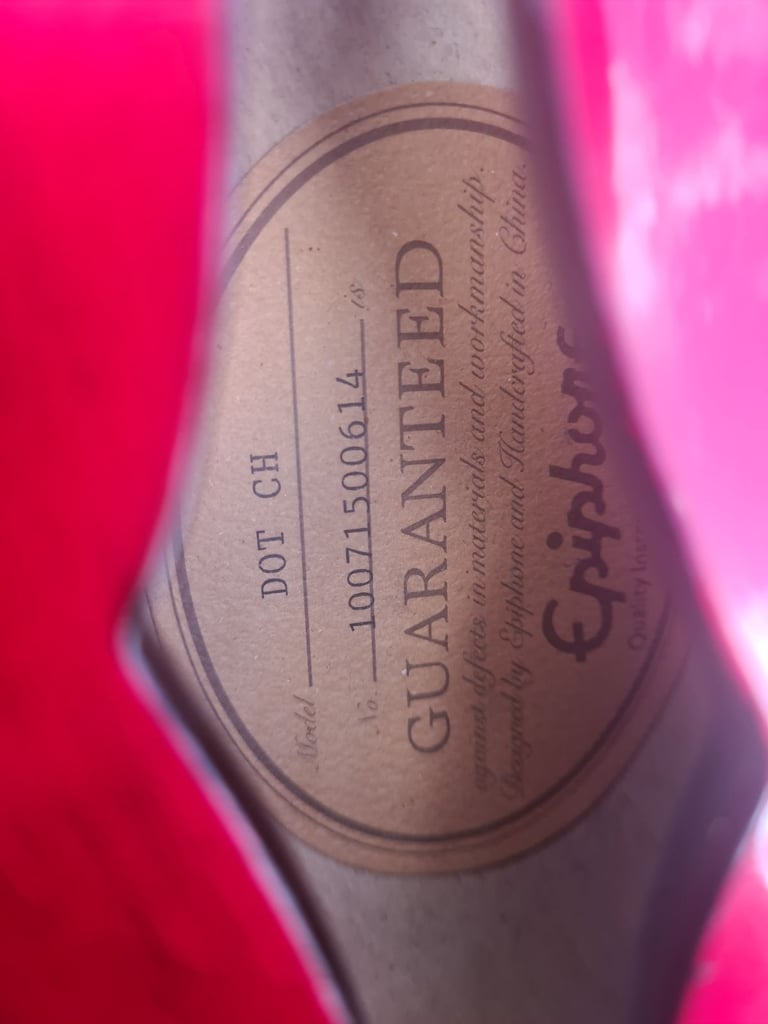 Model DOT CH
No. 10071500614 is
GUARANTEED
against defects in materials and workmanship.
Designed by Epiphone and Handcrafted in China.
Epiphone
Quality